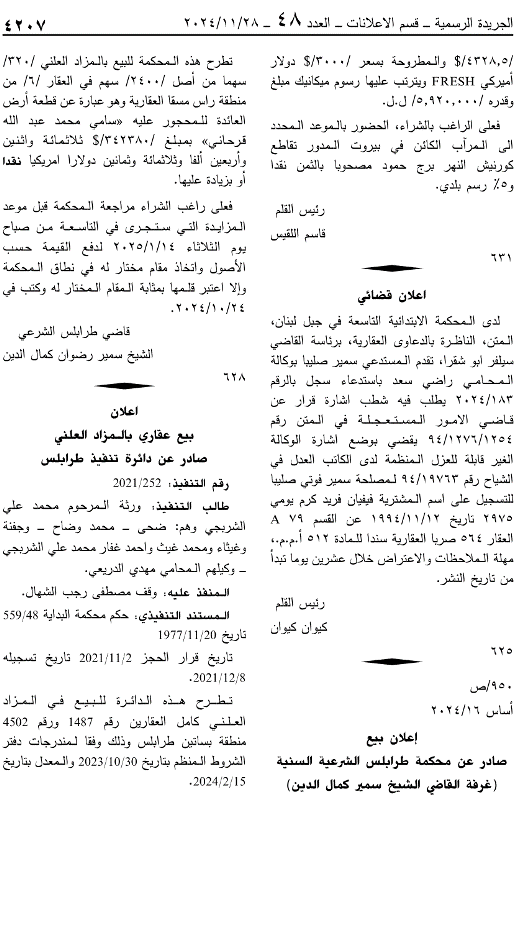 الجريدة الرسمية ــ قسم الاعلانات ــ العدد ٤٨ ــ ٢٠٢٤/١١/٢٨
٤٢٠٧
/٤٣٢٨,٥/$ والمطروحة بسعر /٣٠٠٠/$ دولار
أميركي FRESH ويترتب عليها رسوم ميكانيك مبلغ
وقدره /٥,٩٢٠,٠٠٠/ ل.ل.
فعلى الراغب بالشراء، الحضور بالموعد المحدد
الى المرآب الكائن في بيروت المدور تقاطع
كورنيش النهر برج حمود مصحوبا بالثمن نقدا
و٥٪ رسم بلدي.
رئيس القلم
قاسم اللقيس
٦٣١
اعلان قضائي
لدى المحكمة الابتدائية التاسعة في جبل لبنان،
المتن، الناظرة بالدعاوى العقارية، برئاسة القاضي
سيلفر ابو شقرا، تقدم المستدعي سمير صليبا بوكالة
المحامي راضي سعد باستدعاء سجل بالرقم
٢٠٢٤/١٨٣ يطلب فيه شطب اشارة قرار عن
قاضي الامور المستعجلة في المتن رقم
٩٤/١٢٧٦/١٢٥٤ يقضي بوضع اشارة الوكالة
الغير قابلة للعزل المنظمة لدى الكاتب العدل في
الشياح رقم ٩٤/١٩٧٦٣ لمصلحة سمير فوتي صليبا
للتسجيل على اسم المشترية فيفيان فريد كرم يومي
٢٩٧٥ تاريخ ١٩٩٤/١١/١٢ عن القسم ٧٩ A
العقار ٥٦٤ صربا العقارية سندا للمادة ٥١٢ أ.م.م.،
مهلة الملاحظات والاعتراض خلال عشرين يوما تبدأ
من تاريخ النشر.
رئيس القلم
كيوان كيوان
٦٢٥
٩٥٠/ص
أساس ٢٠٢٤/١٦
إعلان بيع
صادر عن محكمة طرابلس الشرعية السنية
(غرفة القاضي الشيخ سمير كمال الدين)
تطرح هذه المحكمة للبيع بالمزاد العلني /٣٢٠/
سهما من أصل /٢٤٠٠/ سهم في العقار /٦/ من
منطقة راس مسقا العقارية وهو عبارة عن قطعة أرض
العائدة للمحجور عليه «سامي محمد عبد الله
قرحاني» بمبلغ /٣٤٢٣٨٠/$ ثلاثمائة واثنين
وأربعين ألفا وثلاثمائة وثمانين دولارا امريكيا نقدا
أو بزيادة عليها.
فعلى راغب الشراء مراجعة المحكمة قبل موعد
المزايدة التي ستجرى في التاسعة من صباح
يوم الثلاثاء ٢٠٢٥/١/١٤ لدفع القيمة حسب
الأصول واتخاذ مقام مختار له في نطاق المحكمة
وإلا اعتبر قلمها بمثابة المقام المختار له وكتب في
٢٠٢٤/١٠/٢٤.
قاضي طرابلس الشرعي
الشيخ سمير رضوان كمال الدين
٦٢٨
اعلان
بيع عقاري بالمزاد العلني
صادر عن دائرة تنفيذ طرابلس
رقم التنفيذ: 2021/252
طالب التنفيذ: ورثة المرحوم محمد علي
الشربجي وهم: ضحى ــ محمد وضاح ــ وجفنة
وغيثاء ومحمد غيث واحمد غفار محمد علي الشربجي
ــ وكيلهم المحامي مهدي الدريعي.
المنفذ عليه: وقف مصطفى رجب الشهال.
المستند التنفيذي: حكم محكمة البداية 559/48
تاريخ 1977/11/20
تاريخ قرار الحجز 2021/11/2 تاريخ تسجيله
2021/12/8.
تطرح هذه الدائرة للبيع في المزاد
العلني كامل العقارين رقم 1487 ورقم 4502
منطقة بساتين طرابلس وذلك وفقا لمندرجات دفتر
الشروط المنظم بتاريخ 2023/10/30 والمعدل بتاريخ
2024/2/15.